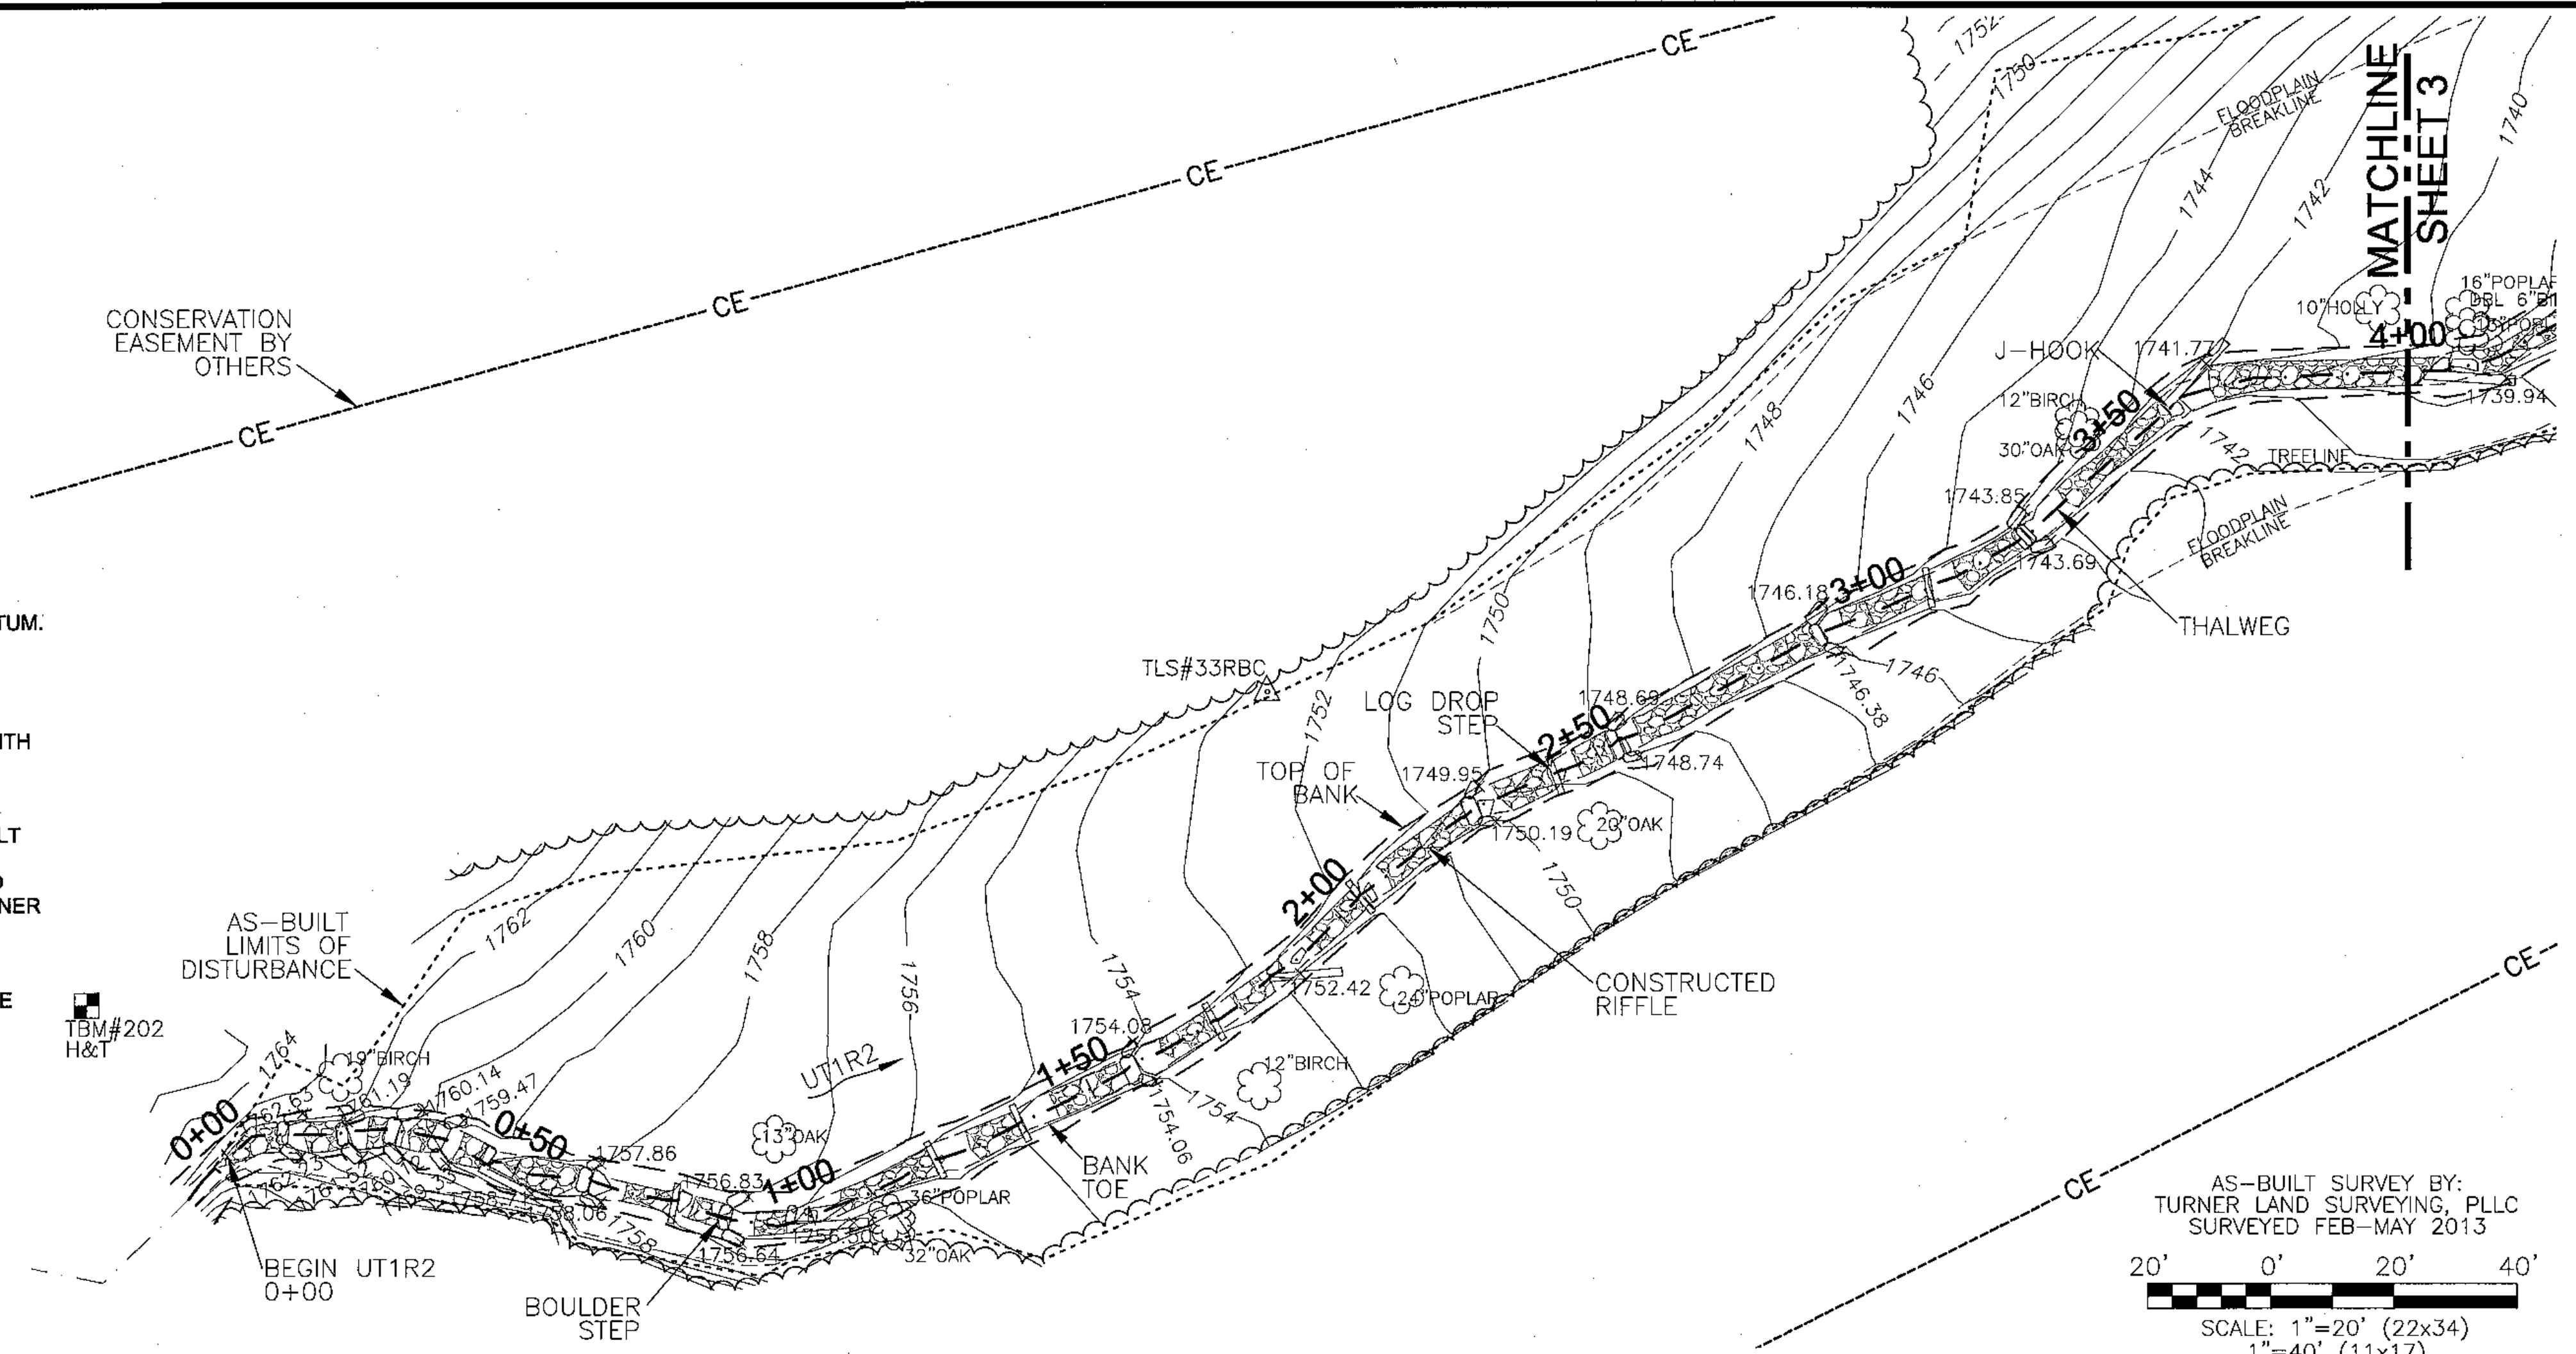 CE
1752
1750
FLOODPLAIN
BREAKLINE
MATCHLINE
SHEET 3
1740
CE
1744
1742
CE
CONSERVATION
EASEMENT BY
OTHERS
10"HOLLY
4+00
J-HOOK
1741.77
1739.94
CE
1746
1748
12"BIRCH
3+50
30"OAK
1742
TREELINE
1743.85
FLOODPLAIN
BREAKLINE
1743.69
THALWEG
1750
1746.18
3+00
TUM.
TLS#33RBC
1752
1746
1746.38
LOG DROP
STEP
1748.69
2+50
1748.74
ITH
TOP OF
BANK
1749.95
1750.19
20"OAK
LT
1750
NER
2+00
AS-BUILT
LIMITS OF
DISTURBANCE
1762
1760
1758
1756
1754
1752.42
24"POPLAR
CONSTRUCTED
RIFFLE
CE
E
TBM#202
H&T
1764
19"BIRCH
1754.08
1+50
12"BIRCH
UT1R2
1761.19
1760.14
1759.47
0+00
0+50
1754
1754.06
13"OAK
1757.86
1756.83
1+00
BANK
TOE
36"POPLAR
1758
1756.64
32"OAK
BEGIN UT1R2
0+00
BOULDER
STEP
CE
AS-BUILT SURVEY BY:
TURNER LAND SURVEYING, PLLC
SURVEYED FEB-MAY 2013
20' 0' 20' 40'
SCALE: 1"=20' (22x34)
1"=40' (11x17)